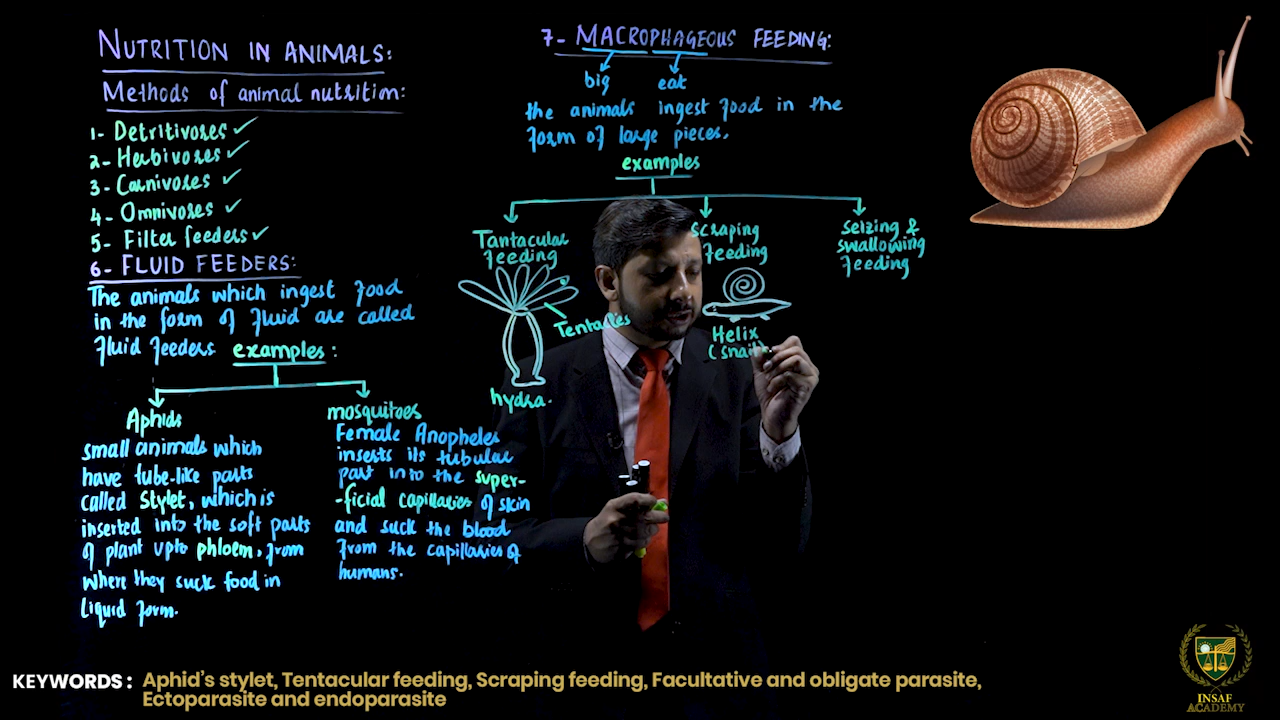 NUTRITION IN ANIMALS:
Methods of animal nutrition:
1- Detritivores ✓
2- Herbivores ✓
3- Carnivores ✓
4- Omnivores ✓
5- Filter feeders ✓
6- FLUID FEEDERS:
The animals which ingest food
in the form of fluid are called
fluid feeders examples:
Aphids
small animals which
have tube-like parts
called Stylet, which is
inserted into the soft parts
of plant upto phloem, from
where they suck food in
liquid form.
mosquitoes
Female Anopheles
inserts its tubular
part into the super-
-ficial capillaries of skin
and suck the blood
from the capillaries of
humans.
7- MACROPHAGEOUS FEEDING:
big eat
the animals ingest food in the
form of large pieces.
examples
Tantacular
feeding
Tentacles
hydra.
Scraping
feeding
Helix
(snail)
Seizing &
swallowing
feeding
KEYWORDS : Aphid's stylet, Tentacular feeding, Scraping feeding, Facultative and obligate parasite,
Ectoparasite and endoparasite
INSAF
ACADEMY